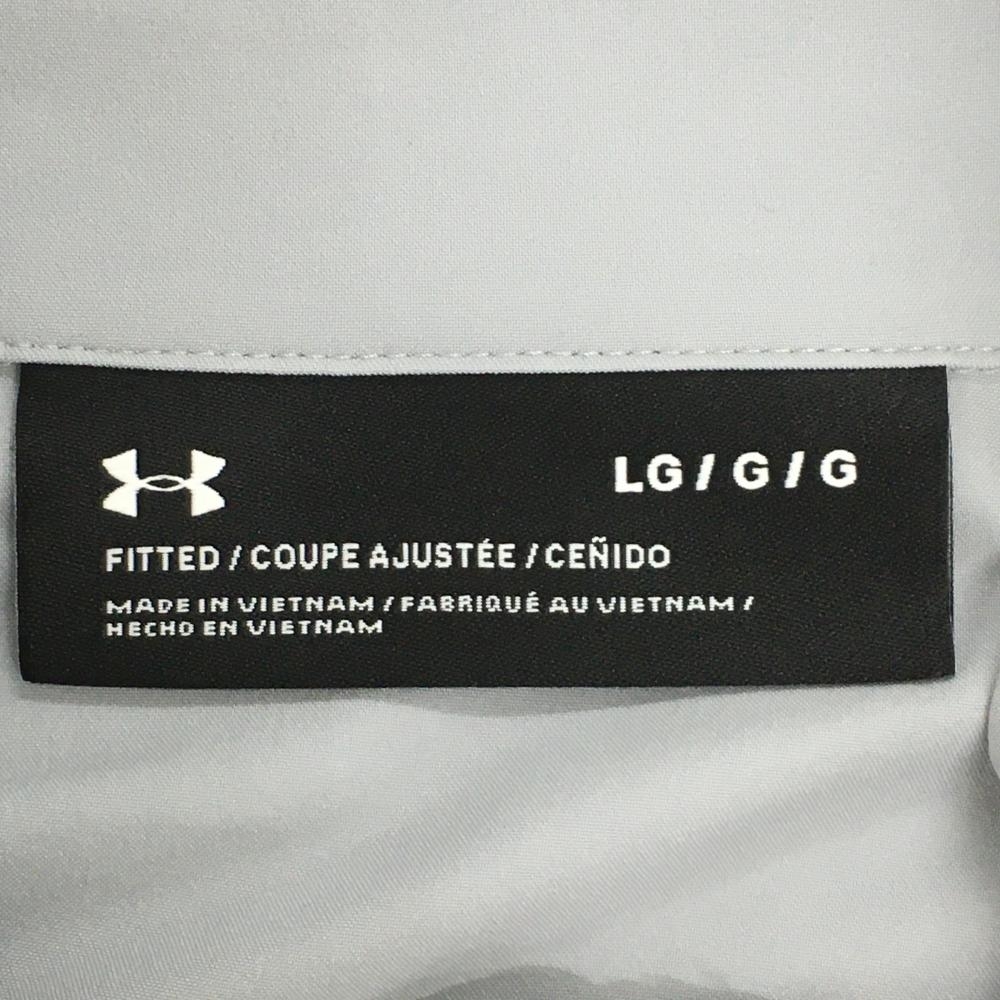 LG / G / G
FITTED / COUPE AJUSTÉE / CEÑIDO
MADE IN VIETNAM / FABRIQUÉ AU VIETNAM /
HECHO EN VIETNAM